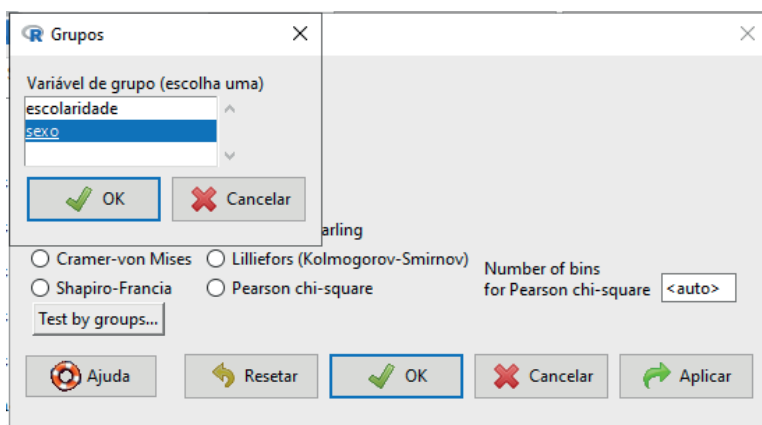 Grupos
Variável de grupo (escolha uma)
escolaridade
sexo
OK Cancelar
arling
Cramer-von Mises Lilliefors (Kolmogorov-Smirnov)
Number of bins
Shapiro-Francia Pearson chi-square for Pearson chi-square <auto>
Test by groups...
Ajuda Resetar OK Cancelar Aplicar